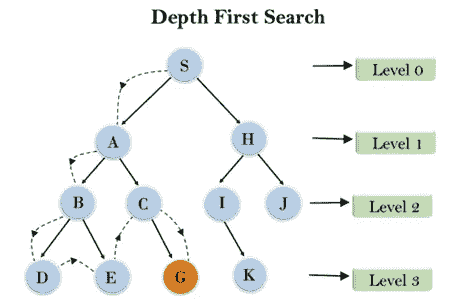 Depth First Search
S
Level 0
A
H
Level 1
B
C
I
J
Level 2
D
E
G
K
Level 3